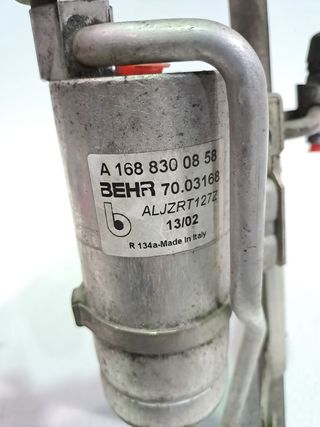 A 168 830 08 58
BEHR 70.03168
ALJZRT127Z
13/02
R 134a-Made in Italy